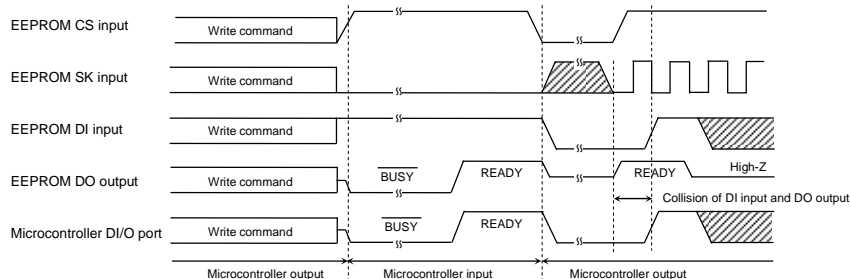 EEPROM CS input
Write command
EEPROM SK input
Write command
EEPROM DI input
Write command
EEPROM DO output
Write command
BUSY
READY
READY
High-Z
Collision of DI input and DO output
Microcontroller DI/O port
Write command
BUSY
READY
Microcontroller output
Microcontroller input
Microcontroller output